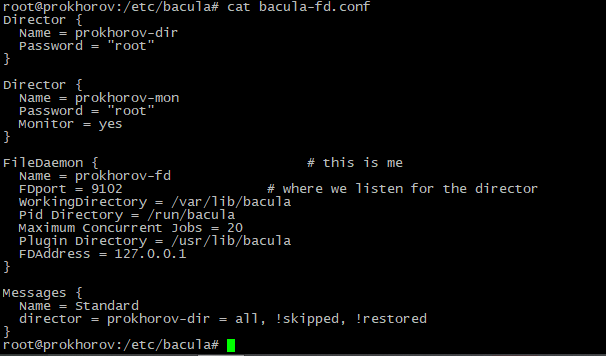 root@prokhorov:/etc/bacula# cat bacula-fd.conf
Director {
  Name = prokhorov-dir
  Password = "root"
}

Director {
  Name = prokhorov-mon
  Password = "root"
  Monitor = yes
}

FileDaemon {                          # this is me
  Name = prokhorov-fd
  FDport = 9102                  # where we listen for the director
  WorkingDirectory = /var/lib/bacula
  Pid Directory = /run/bacula
  Maximum Concurrent Jobs = 20
  Plugin Directory = /usr/lib/bacula
  FDAddress = 127.0.0.1
}

Messages {
  Name = Standard
  director = prokhorov-dir = all, !skipped, !restored
}
root@prokhorov:/etc/bacula#